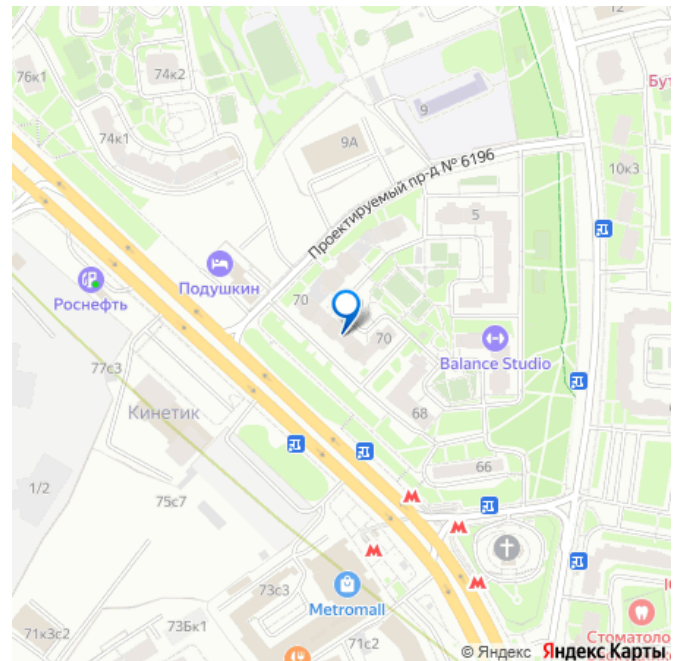 12
76к1
74к2
Бут
9
74к1
9А
10к3
Проектируемый пр-д № 6196
5
Подушкин
Роснефть
70
70
77с3
Balance Studio
Кинетик
68
66
1/2
75с7
73с3
Metromall
73Бк1
71к3с2
71с2
Стоматоло
© Яндекс Яндекс Карты